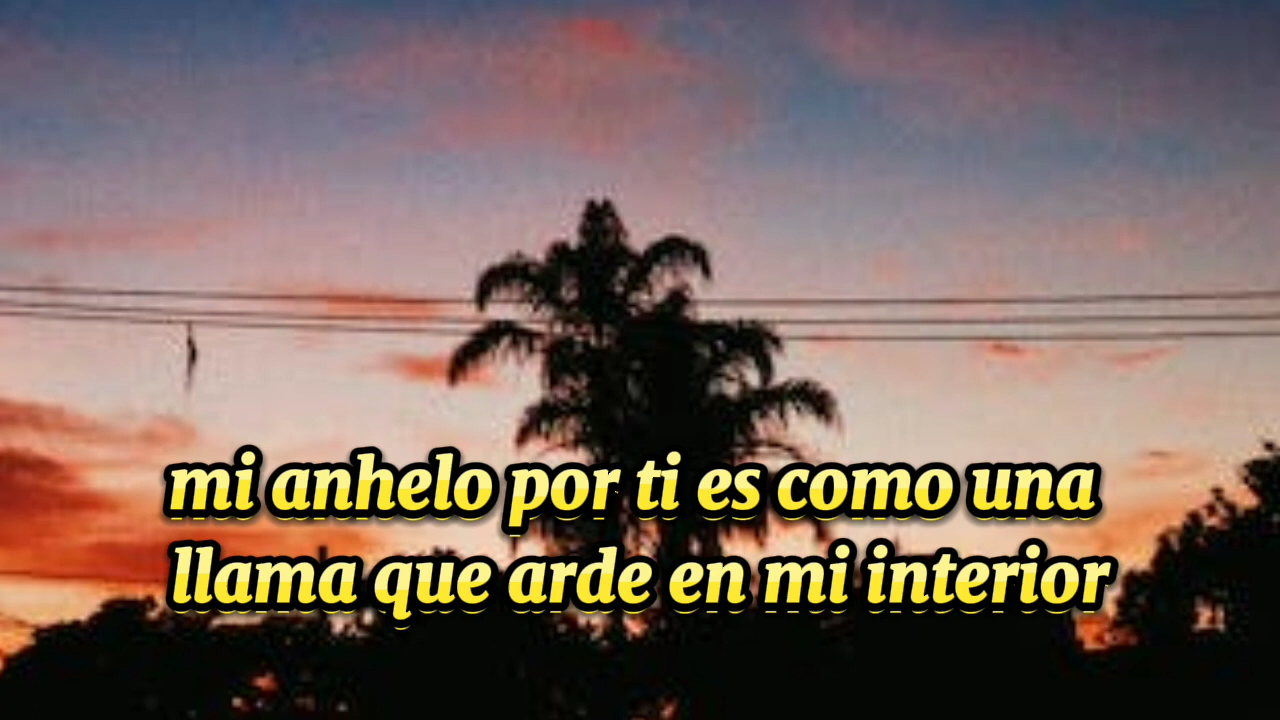 mi anhelo por ti es como una
llama que arde en mi interior